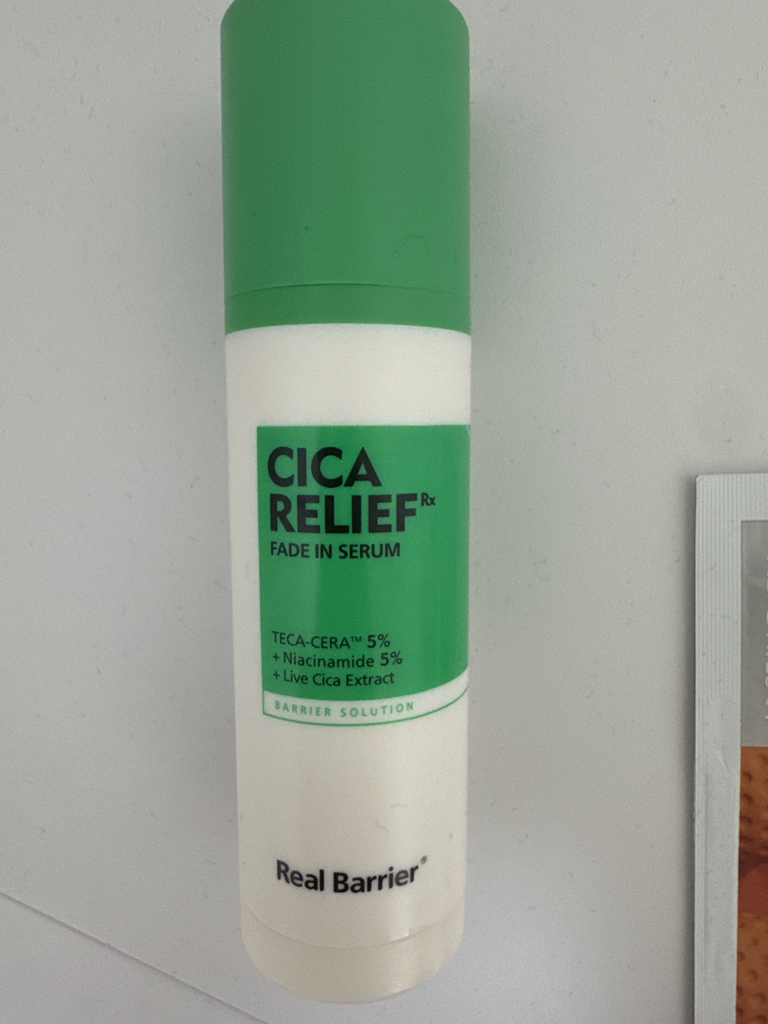 CICA
RELIEF Rx
FADE IN SERUM
TECA-CERA™ 5%
+ Niacinamide 5%
+ Live Cica Extract
BARRIER SOLUTION
Real Barrier®